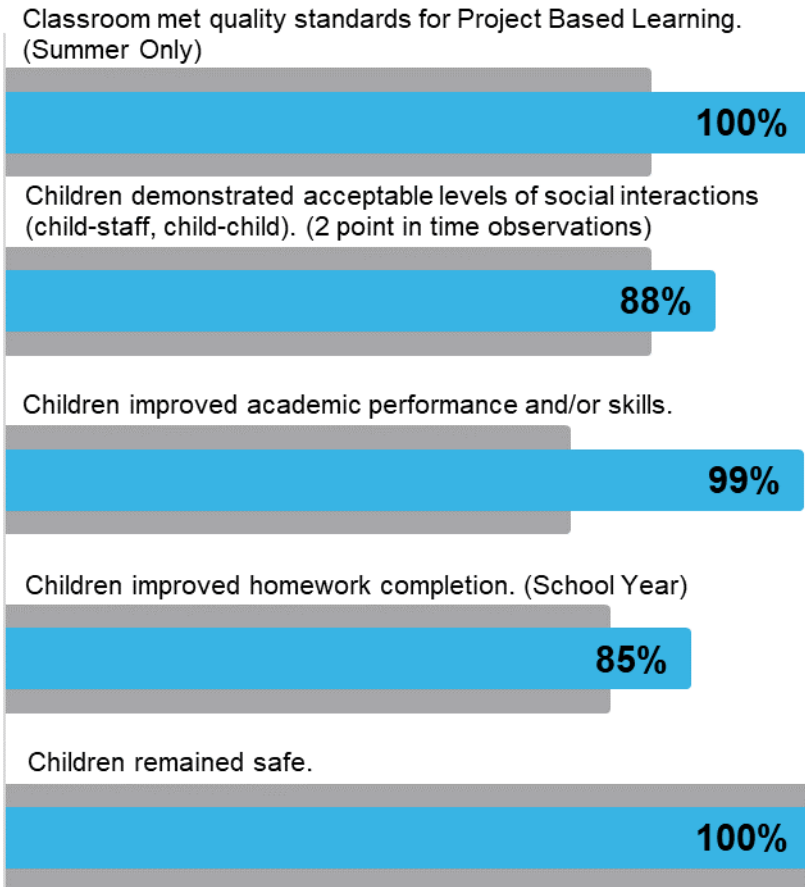 Classroom met quality standards for Project Based Learning.
(Summer Only)
100%
Children demonstrated acceptable levels of social interactions
(child-staff, child-child). (2 point in time observations)
88%
Children improved academic performance and/or skills.
99%
Children improved homework completion. (School Year)
85%
Children remained safe.
100%